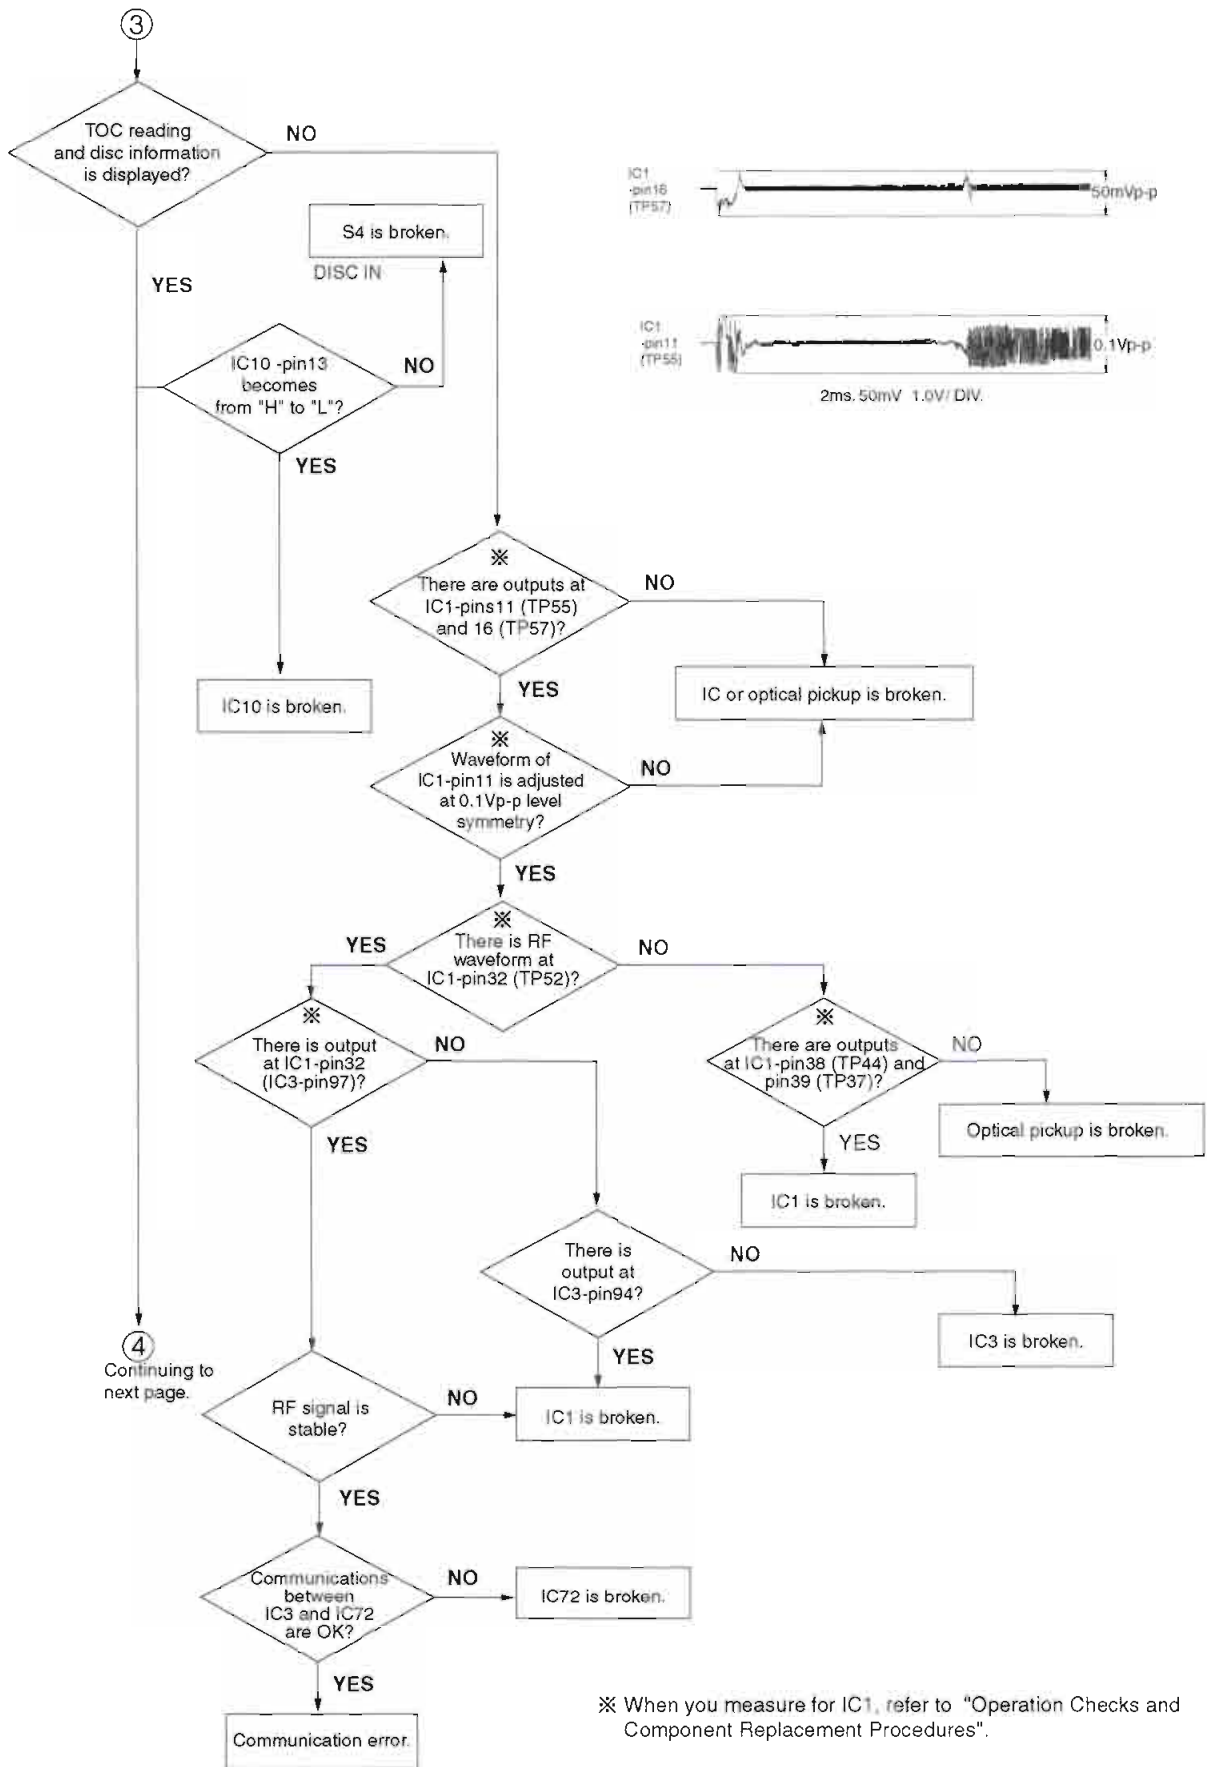 3
TOC reading
and disc information
is displayed?
NO
YES
S4 is broken.
DISC IN
IC10 -pin13
becomes
from "H" to "L"?
NO
YES
IC10 is broken.
IC1
-pin16
(TP57)
50mVp-p
IC1
-pin11
(TP55)
0.1Vp-p
2ms. 50mV 1.0V/ DIV.
※
There are outputs at
IC1-pins11 (TP55)
and 16 (TP57)?
NO
YES
IC or optical pickup is broken.
※
Waveform of
IC1-pin11 is adjusted
at 0.1Vp-p level
symmetry?
NO
YES
※
There is RF
waveform at
IC1-pin32 (TP52)?
YES
NO
※
There is output
at IC1-pin32
(IC3-pin97)?
NO
YES
※
There are outputs
at IC1-pin38 (TP44) and
pin39 (TP37)?
NO
YES
Optical pickup is broken.
IC1 is broken.
There is
output at
IC3-pin94?
NO
YES
IC3 is broken.
4
Continuing to
next page.
RF signal is
stable?
NO
YES
IC1 is broken.
Communications
between
IC3 and IC72
are OK?
NO
YES
IC72 is broken.
Communication error.
※ When you measure for IC1, refer to "Operation Checks and
Component Replacement Procedures".